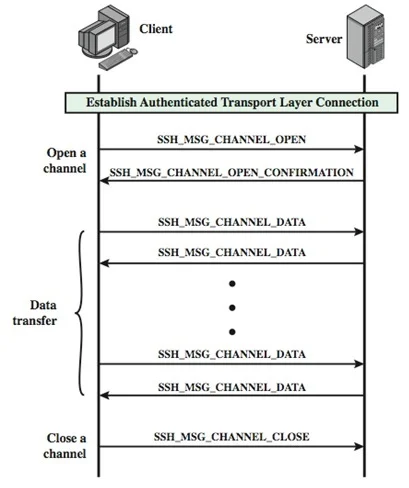 Client
Server
Establish Authenticated Transport Layer Connection
SSH_MSG_CHANNEL_OPEN
Open a
channel
SSH_MSG_CHANNEL_OPEN_CONFIRMATION
SSH_MSG_CHANNEL_DATA
SSH_MSG_CHANNEL_DATA
Data
transfer
SSH_MSG_CHANNEL_DATA
SSH_MSG_CHANNEL_DATA
Close a
channel
SSH_MSG_CHANNEL_CLOSE